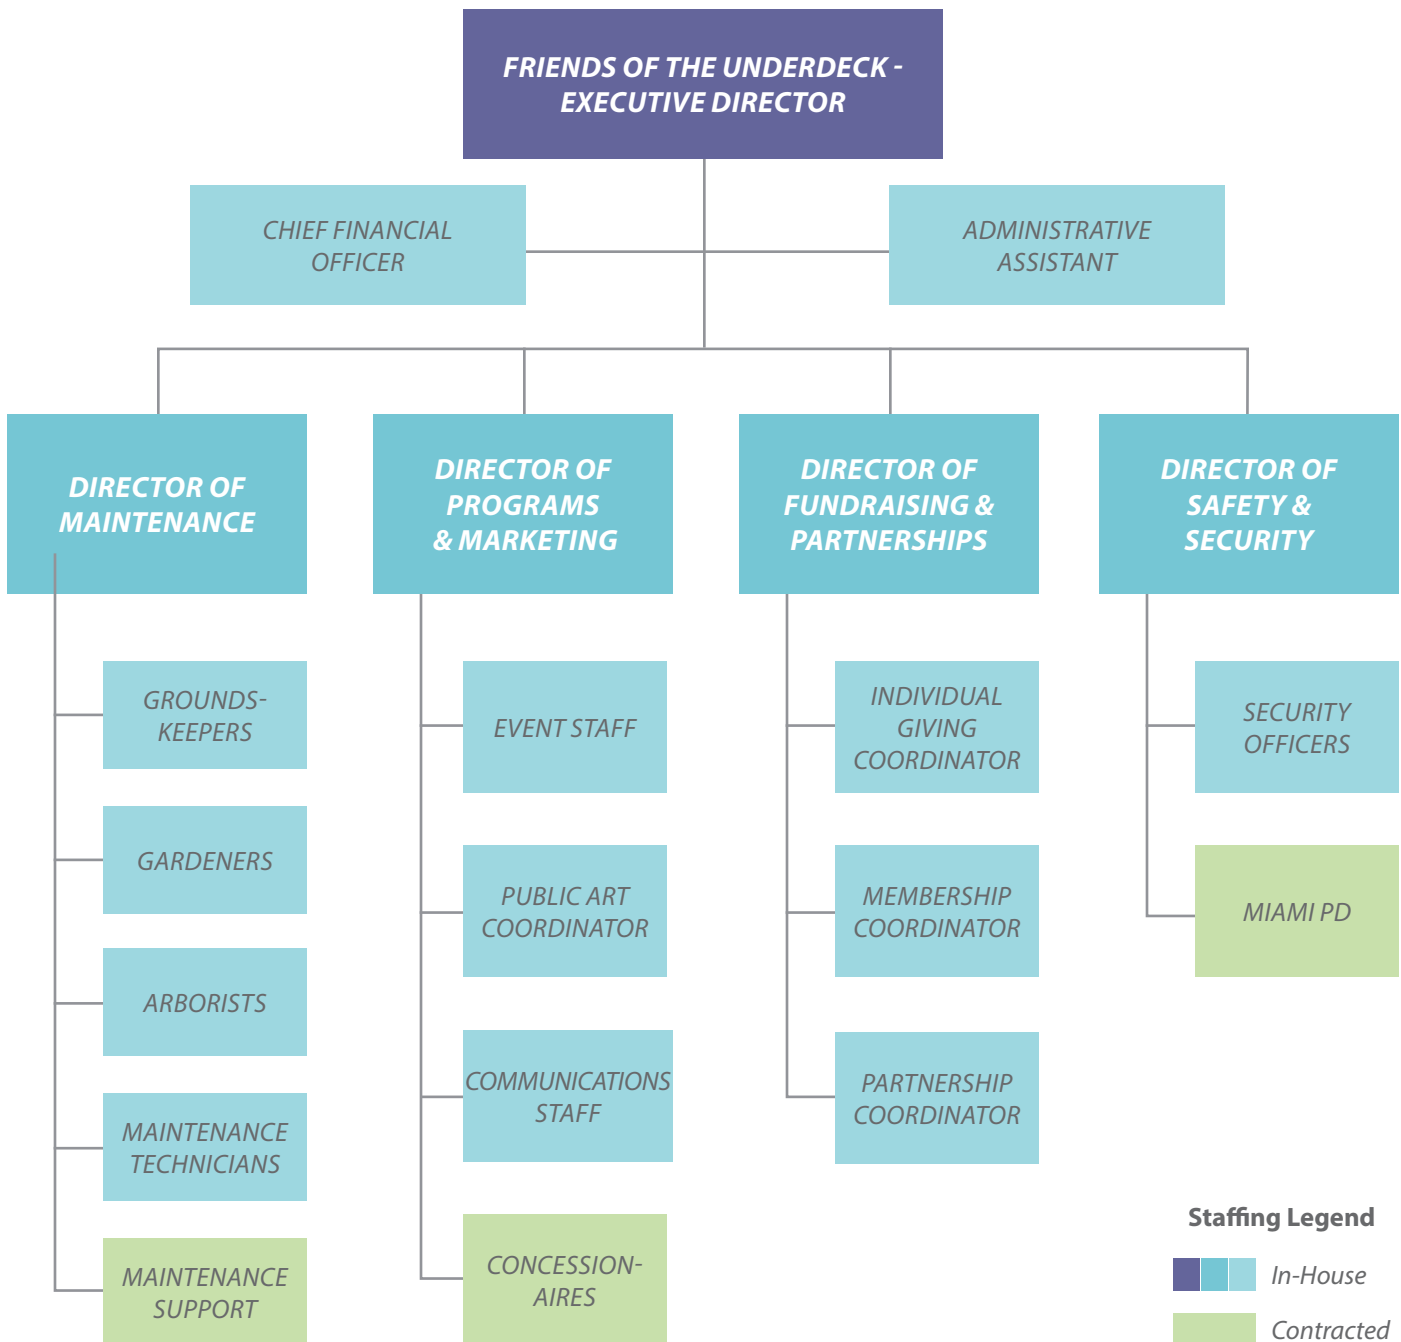 FRIENDS OF THE UNDERDECK -
EXECUTIVE DIRECTOR
CHIEF FINANCIAL
OFFICER
ADMINISTRATIVE
ASSISTANT
DIRECTOR OF
MAINTENANCE
DIRECTOR OF
PROGRAMS
& MARKETING
DIRECTOR OF
FUNDRAISING &
PARTNERSHIPS
DIRECTOR OF
SAFETY &
SECURITY
GROUNDS-
KEEPERS
GARDENERS
ARBORISTS
MAINTENANCE
TECHNICIANS
MAINTENANCE
SUPPORT
EVENT STAFF
PUBLIC ART
COORDINATOR
COMMUNICATIONS
STAFF
CONCESSION-
AIRES
INDIVIDUAL
GIVING
COORDINATOR
MEMBERSHIP
COORDINATOR
PARTNERSHIP
COORDINATOR
SECURITY
OFFICERS
MIAMI PD
Staffing Legend
In-House
Contracted